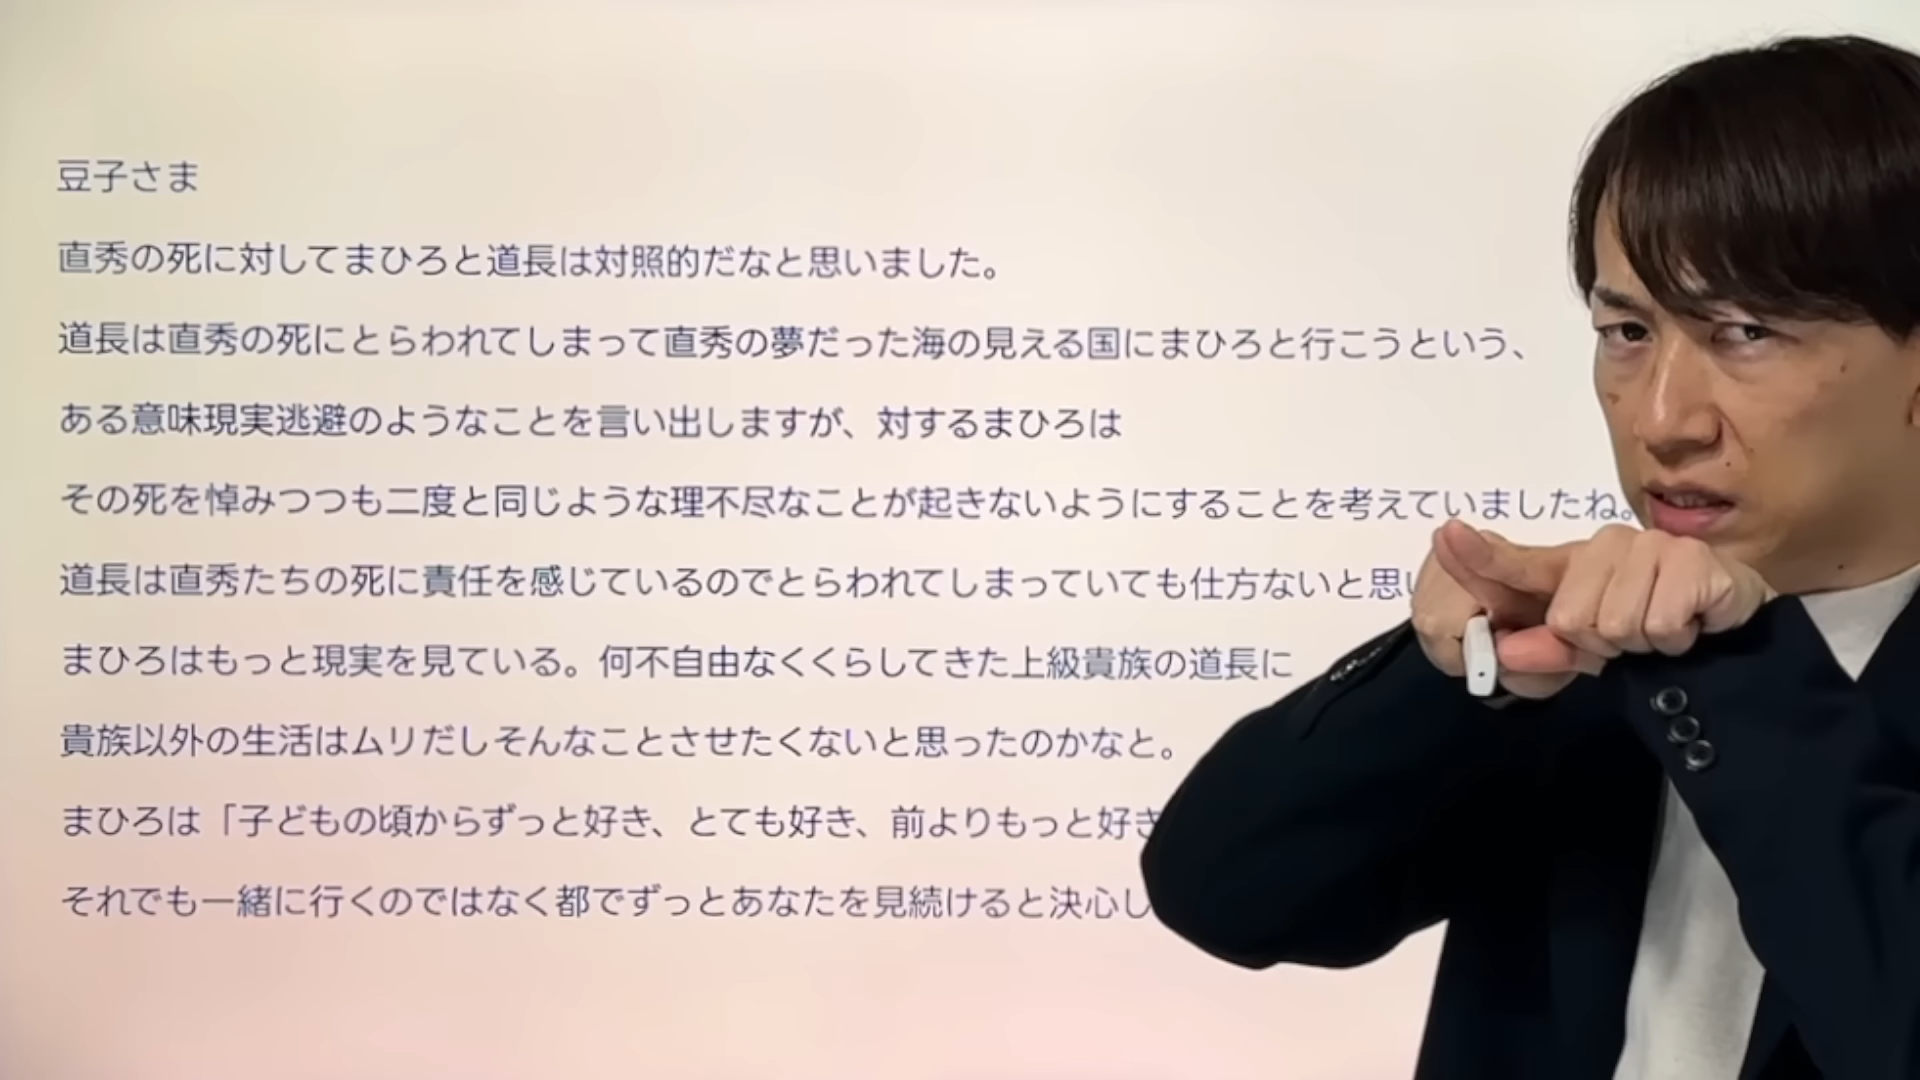 豆子さま
直秀の死に対してまひろと道長は対照的だなと思いました。
道長は直秀の死にとらわれてしまって直秀の夢だった海の見える国にまひろと行こうという、
ある意味現実逃避のようなことを言い出しますが、対するまひろは
その死を悼みつつも二度と同じような理不尽なことが起きないようにすることを考えていましたね。
道長は直秀たちの死に責任を感じているのでとらわれてしまっていても仕方ないと思い
まひろはもっと現実を見ている。何不自由なくくらしてきた上級貴族の道長に
貴族以外の生活はムリだしそんなことさせたくないと思ったのかなと。
まひろは「子どもの頃からずっと好き、とても好き、前よりもっと好き
それでも一緒に行くのではなく都でずっとあなたを見続けると決心し